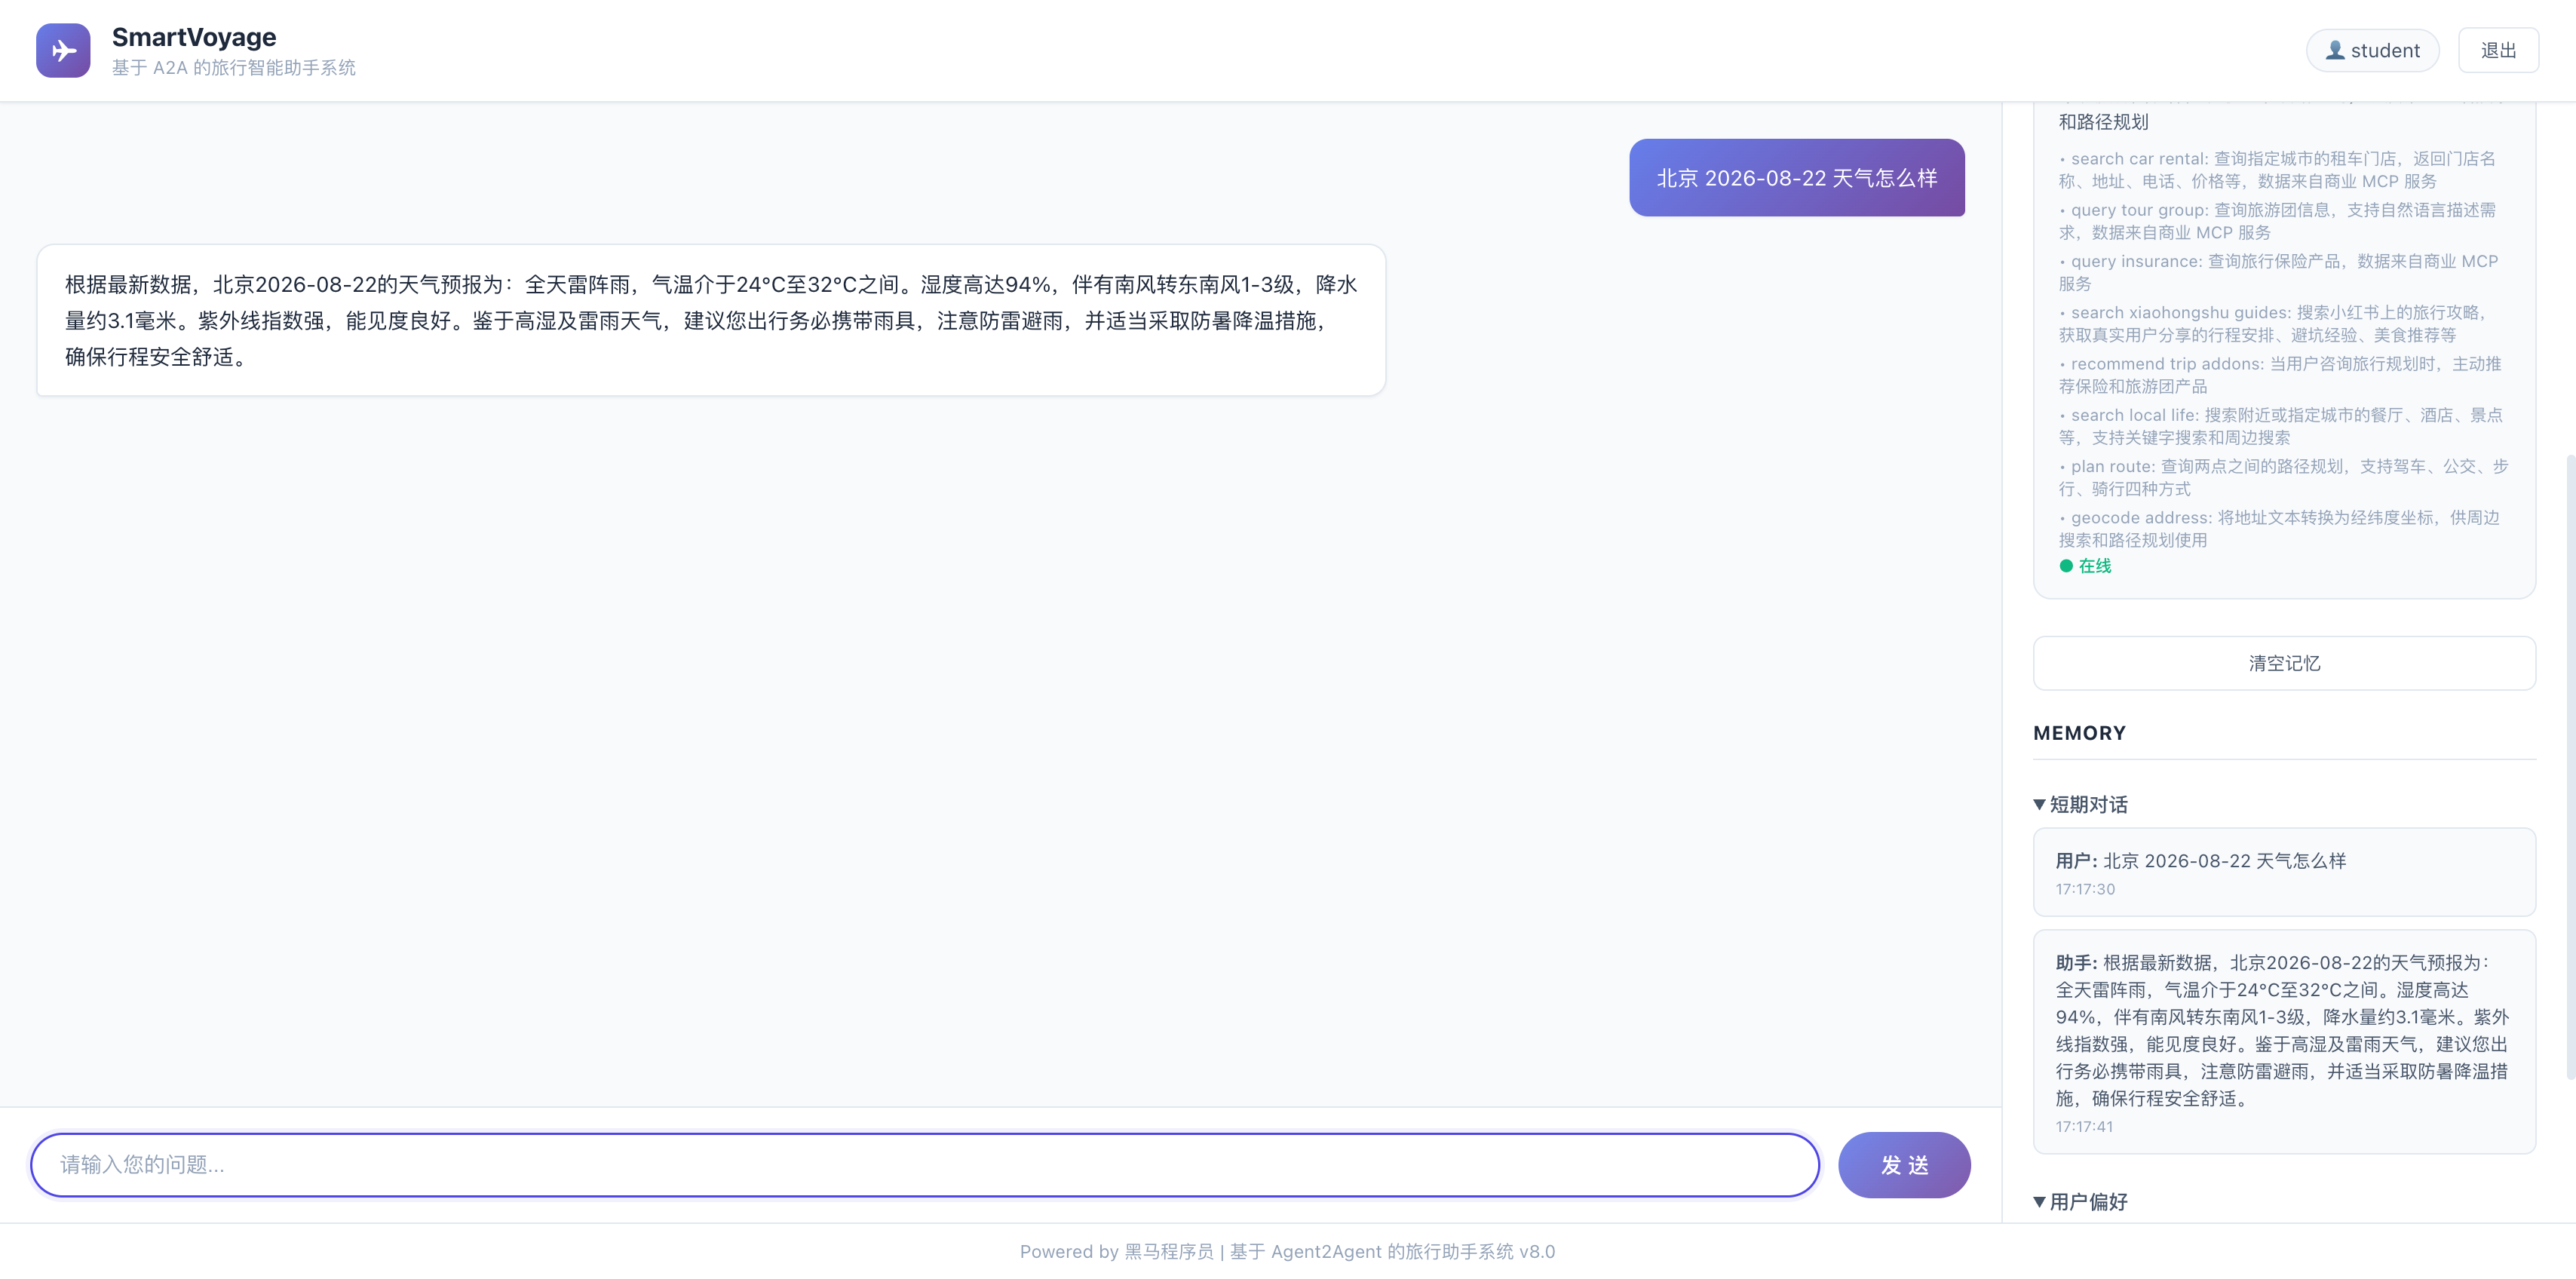 SmartVoyage
基于 A2A 的旅行智能助手系统
student
退出
北京 2026-08-22 天气怎么样
根据最新数据，北京2026-08-22的天气预报为：全天雷阵雨，气温介于24°C至32°C之间。湿度高达94%，伴有南风转东南风1-3级，降水
量约3.1毫米。紫外线指数强，能见度良好。鉴于高湿及雷雨天气，建议您出行务必携带雨具，注意防雷避雨，并适当采取防暑降温措施，
确保行程安全舒适。
请输入您的问题...
发 送
和路径规划
• search car rental: 查询指定城市的租车门店，返回门店名
称、地址、电话、价格等，数据来自商业 MCP 服务
• query tour group: 查询旅游团信息，支持自然语言描述需
求，数据来自商业 MCP 服务
• query insurance: 查询旅行保险产品，数据来自商业 MCP
服务
• search xiaohongshu guides: 搜索小红书上的旅行攻略，
获取真实用户分享的行程安排、避坑经验、美食推荐等
• recommend trip addons: 当用户咨询旅行规划时，主动推
荐保险和旅游团产品
• search local life: 搜索附近或指定城市的餐厅、酒店、景点
等，支持关键字搜索和周边搜索
• plan route: 查询两点之间的路径规划，支持驾车、公交、步
行、骑行四种方式
• geocode address: 将地址文本转换为经纬度坐标，供周边
搜索和路径规划使用
在线
清空记忆
MEMORY
▼短期对话
用户: 北京 2026-08-22 天气怎么样
17:17:30
助手: 根据最新数据，北京2026-08-22的天气预报为：
全天雷阵雨，气温介于24°C至32°C之间。湿度高达
94%，伴有南风转东南风1-3级，降水量约3.1毫米。紫外
线指数强，能见度良好。鉴于高湿及雷雨天气，建议您出
行务必携带雨具，注意防雷避雨，并适当采取防暑降温措
施，确保行程安全舒适。
17:17:41
▼用户偏好
Powered by 黑马程序员 | 基于 Agent2Agent 的旅行助手系统 v8.0